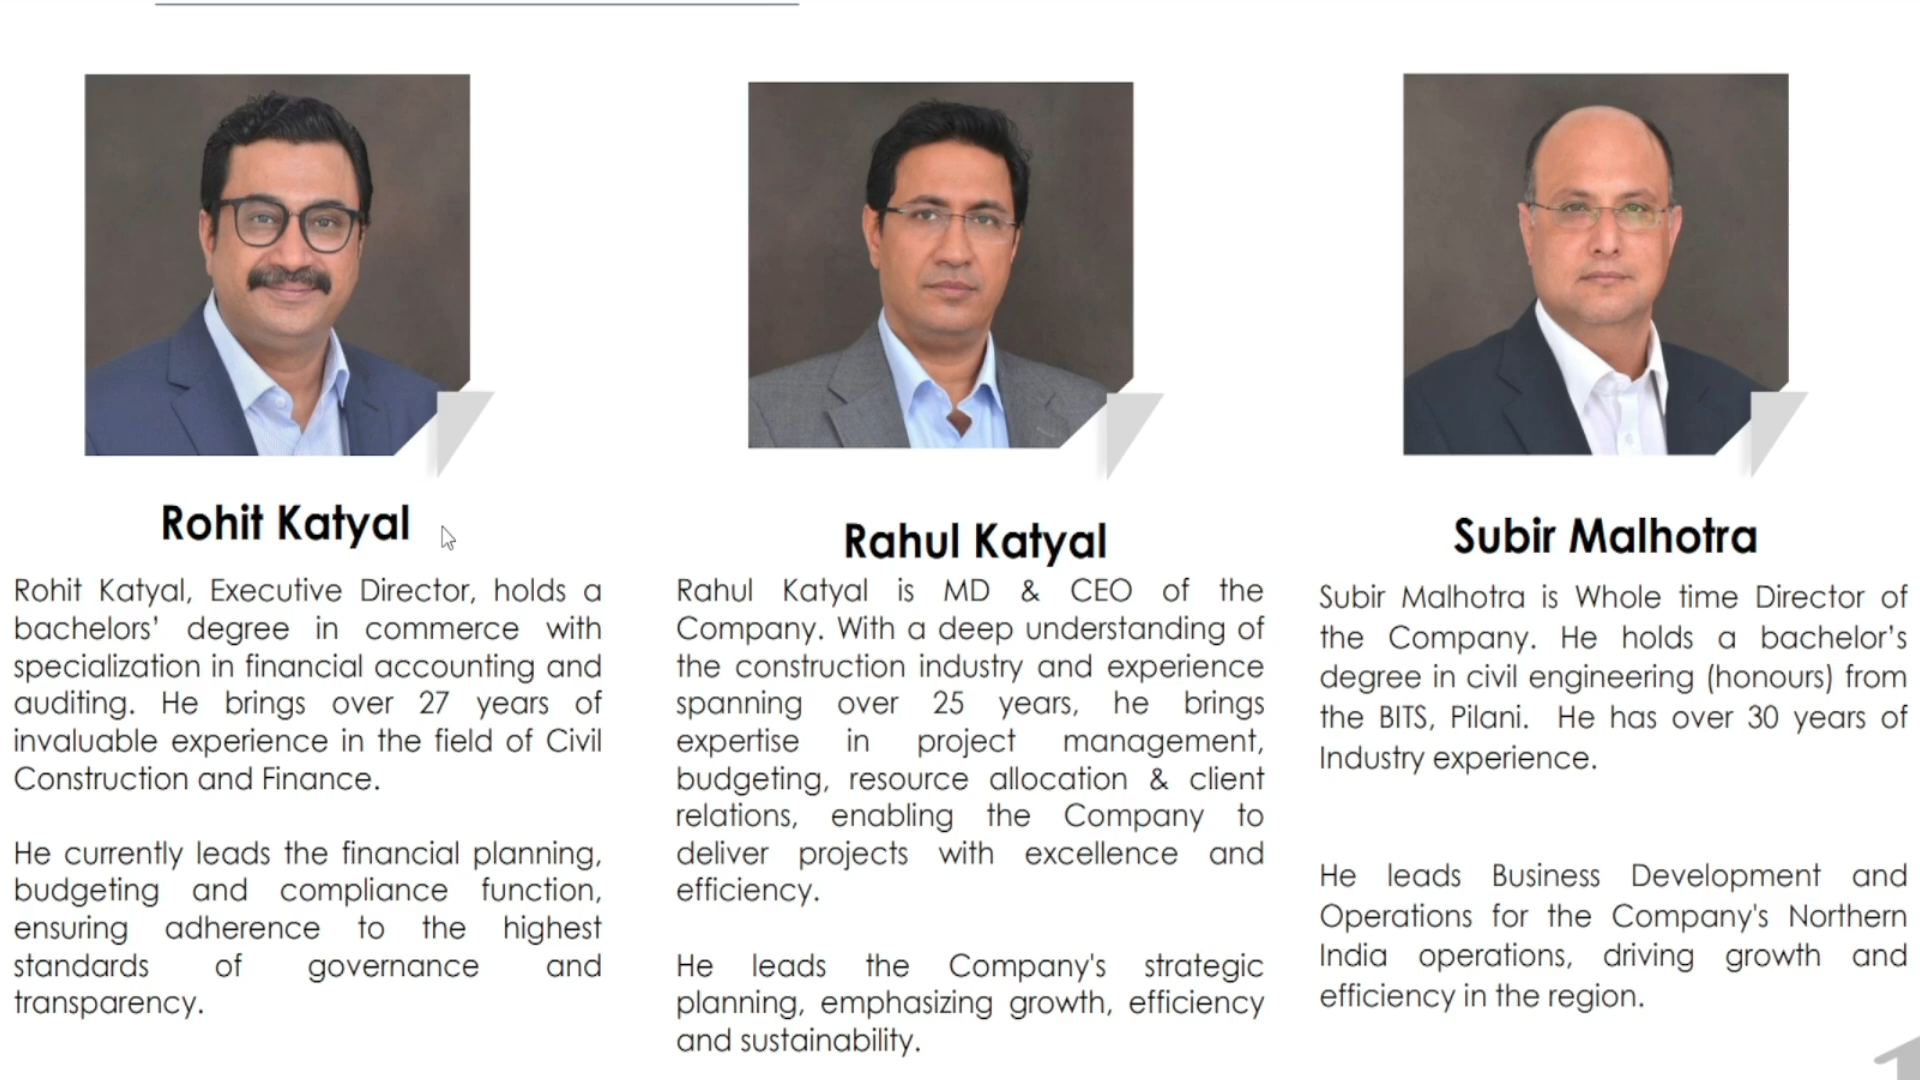 Rohit Katyal
Rohit Katyal, Executive Director, holds a
bachelors’ degree in commerce with
specialization in financial accounting and
auditing. He brings over 27 years of
invaluable experience in the field of Civil
Construction and Finance.
He currently leads the financial planning,
budgeting and compliance function,
ensuring adherence to the highest
standards of governance and
transparency.
Rahul Katyal
Rahul Katyal is MD & CEO of the
Company. With a deep understanding of
the construction industry and experience
spanning over 25 years, he brings
expertise in project management,
budgeting, resource allocation & client
relations, enabling the Company to
deliver projects with excellence and
efficiency.
He leads the Company's strategic
planning, emphasizing growth, efficiency
and sustainability.
Subir Malhotra
Subir Malhotra is Whole time Director of
the Company. He holds a bachelor’s
degree in civil engineering (honours) from
the BITS, Pilani. He has over 30 years of
Industry experience.
He leads Business Development and
Operations for the Company's Northern
India operations, driving growth and
efficiency in the region.